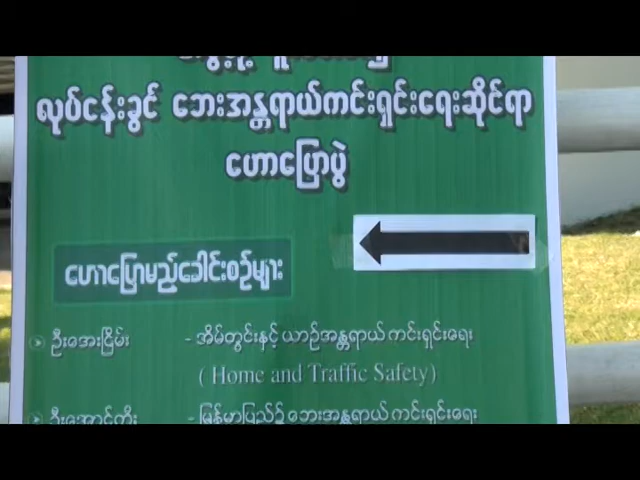 လုပ်ငန်းခွင် ဘေးအန္တရာယ်ကင်းရှင်းရေးဆိုင်ရာ
ဟောပြောပွဲ
ဟောပြောမည့်ခေါင်းစဉ်များ
ဦးအေးငြိမ်း - အိမ်တွင်းနှင့် ယာဉ်အန္တရာယ် ကင်းရှင်းရေး
( Home and Traffic Safety)
ဦးအောင်ကိုး - မြန်မာပြည်၌ ဘေးအန္တရာယ် ကင်းရှင်းရေး